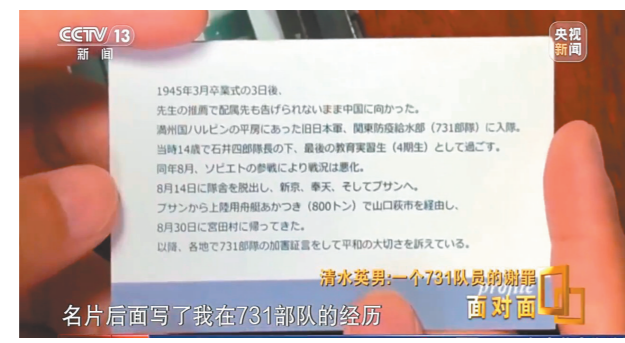 CCTV 13
新闻
央视
新闻
1945年3月卒業式の3日後、
先生の推薦で配属先も告げられないまま中国に向かった。
満州国ハルビンの平房にあった旧日本軍、関東防疫給水部（731部隊）に入隊。
当時14歳で石井四郎隊長の下、最後の教育実習生（4期生）として過ごす。
同年8月、ソビエトの参戦により戦況は悪化。
8月14日に隊舎を脱出し、新京、奉天、そしてプサンへ。
プサンから上陸用舟艇あかつき（800トン）で山口萩市を経由し、
8月30日に宮田村に帰ってきた。
以降、各地で731部隊の加害証言をして平和の大切さを訴えている。
清水英男:一个731队员的谢罪
profile
面对面
名片后面写了我在731部队的经历